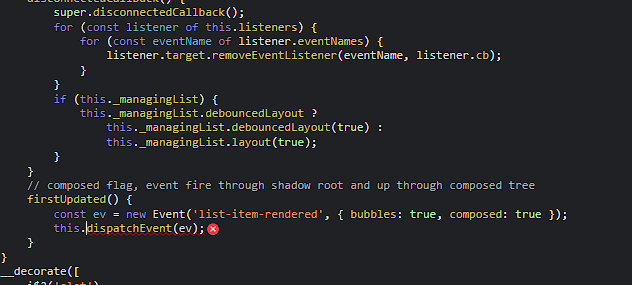 disconnectedCallback() {
super.disconnectedCallback();
for (const listener of this.listeners) {
for (const eventName of listener.eventNames) {
listener.target.removeEventListener(eventName, listener.cb);
}
}
if (this._managingList) {
this._managingList.debouncedLayout ?
this._managingList.debouncedLayout(true) :
this._managingList.layout(true);
}
}
// composed flag, event fire through shadow root and up through composed tree
firstUpdated() {
const ev = new Event('list-item-rendered', { bubbles: true, composed: true });
this.dispatchEvent(ev);
}
}
__decorate([